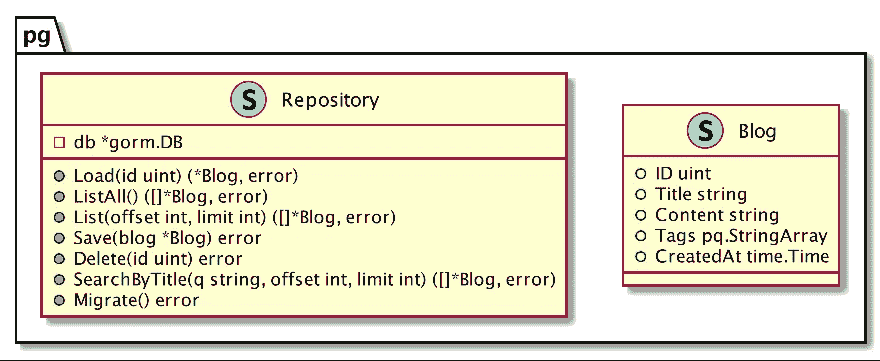 pg
S Repository
db *gorm.DB
Load(id uint) (*Blog, error)
ListAll() ([]*Blog, error)
List(offset int, limit int) ([]*Blog, error)
Save(blog *Blog) error
Delete(id uint) error
SearchByTitle(q string, offset int, limit int) ([]*Blog, error)
Migrate() error
S Blog
ID uint
Title string
Content string
Tags pq.StringArray
CreatedAt time.Time